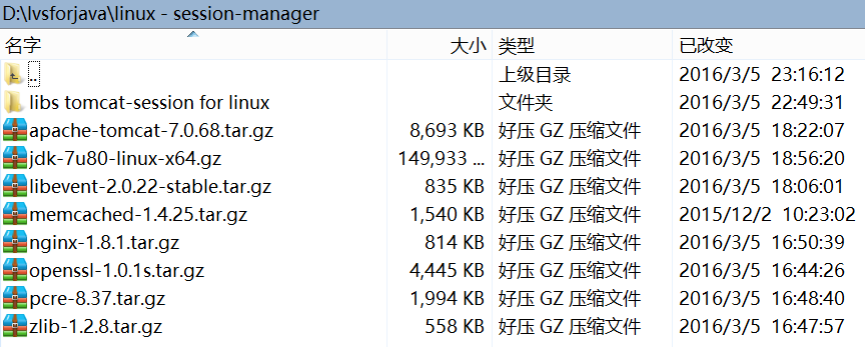 D:\lvsforjava\linux - session-manager
名字 大小 类型 已改变
.. 上级目录 2016/3/5 23:16:12
libs tomcat-session for linux 文件夹 2016/3/5 22:49:31
apache-tomcat-7.0.68.tar.gz 8,693 KB 好压 GZ 压缩文件 2016/3/5 18:22:07
jdk-7u80-linux-x64.gz 149,933 ... 好压 GZ 压缩文件 2016/3/5 18:56:20
libevent-2.0.22-stable.tar.gz 835 KB 好压 GZ 压缩文件 2016/3/5 18:06:01
memcached-1.4.25.tar.gz 1,540 KB 好压 GZ 压缩文件 2015/12/2 10:23:02
nginx-1.8.1.tar.gz 814 KB 好压 GZ 压缩文件 2016/3/5 16:50:39
openssl-1.0.1s.tar.gz 4,445 KB 好压 GZ 压缩文件 2016/3/5 16:44:26
pcre-8.37.tar.gz 1,994 KB 好压 GZ 压缩文件 2016/3/5 16:48:40
zlib-1.2.8.tar.gz 558 KB 好压 GZ 压缩文件 2016/3/5 16:47:57